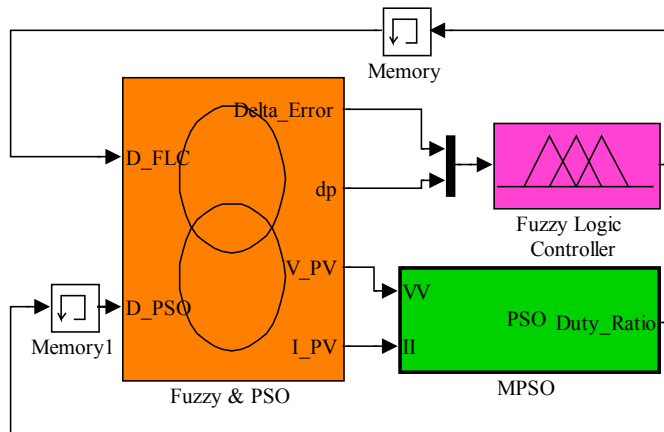 Memory
Delta_Error
D_FLC
dp
Fuzzy Logic
Controller
V_PV
VV
D_PSO
PSO
Duty_Ratio
Memory1
I_PV
II
Fuzzy & PSO
MPSO